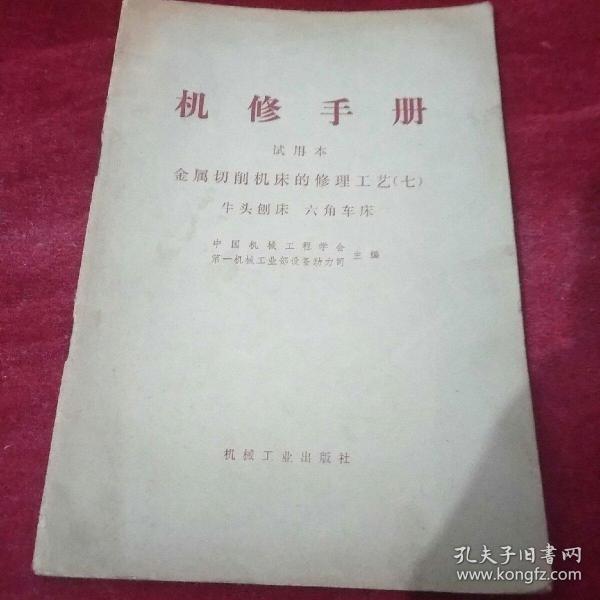 机修手册
试用本
金属切削机床的修理工艺(七)
牛头刨床 六角车床
中国机械工程学会
第一机械工业部设备动力司
主编
机械工业出版社
孔夫子旧书网
www.kongfz.com